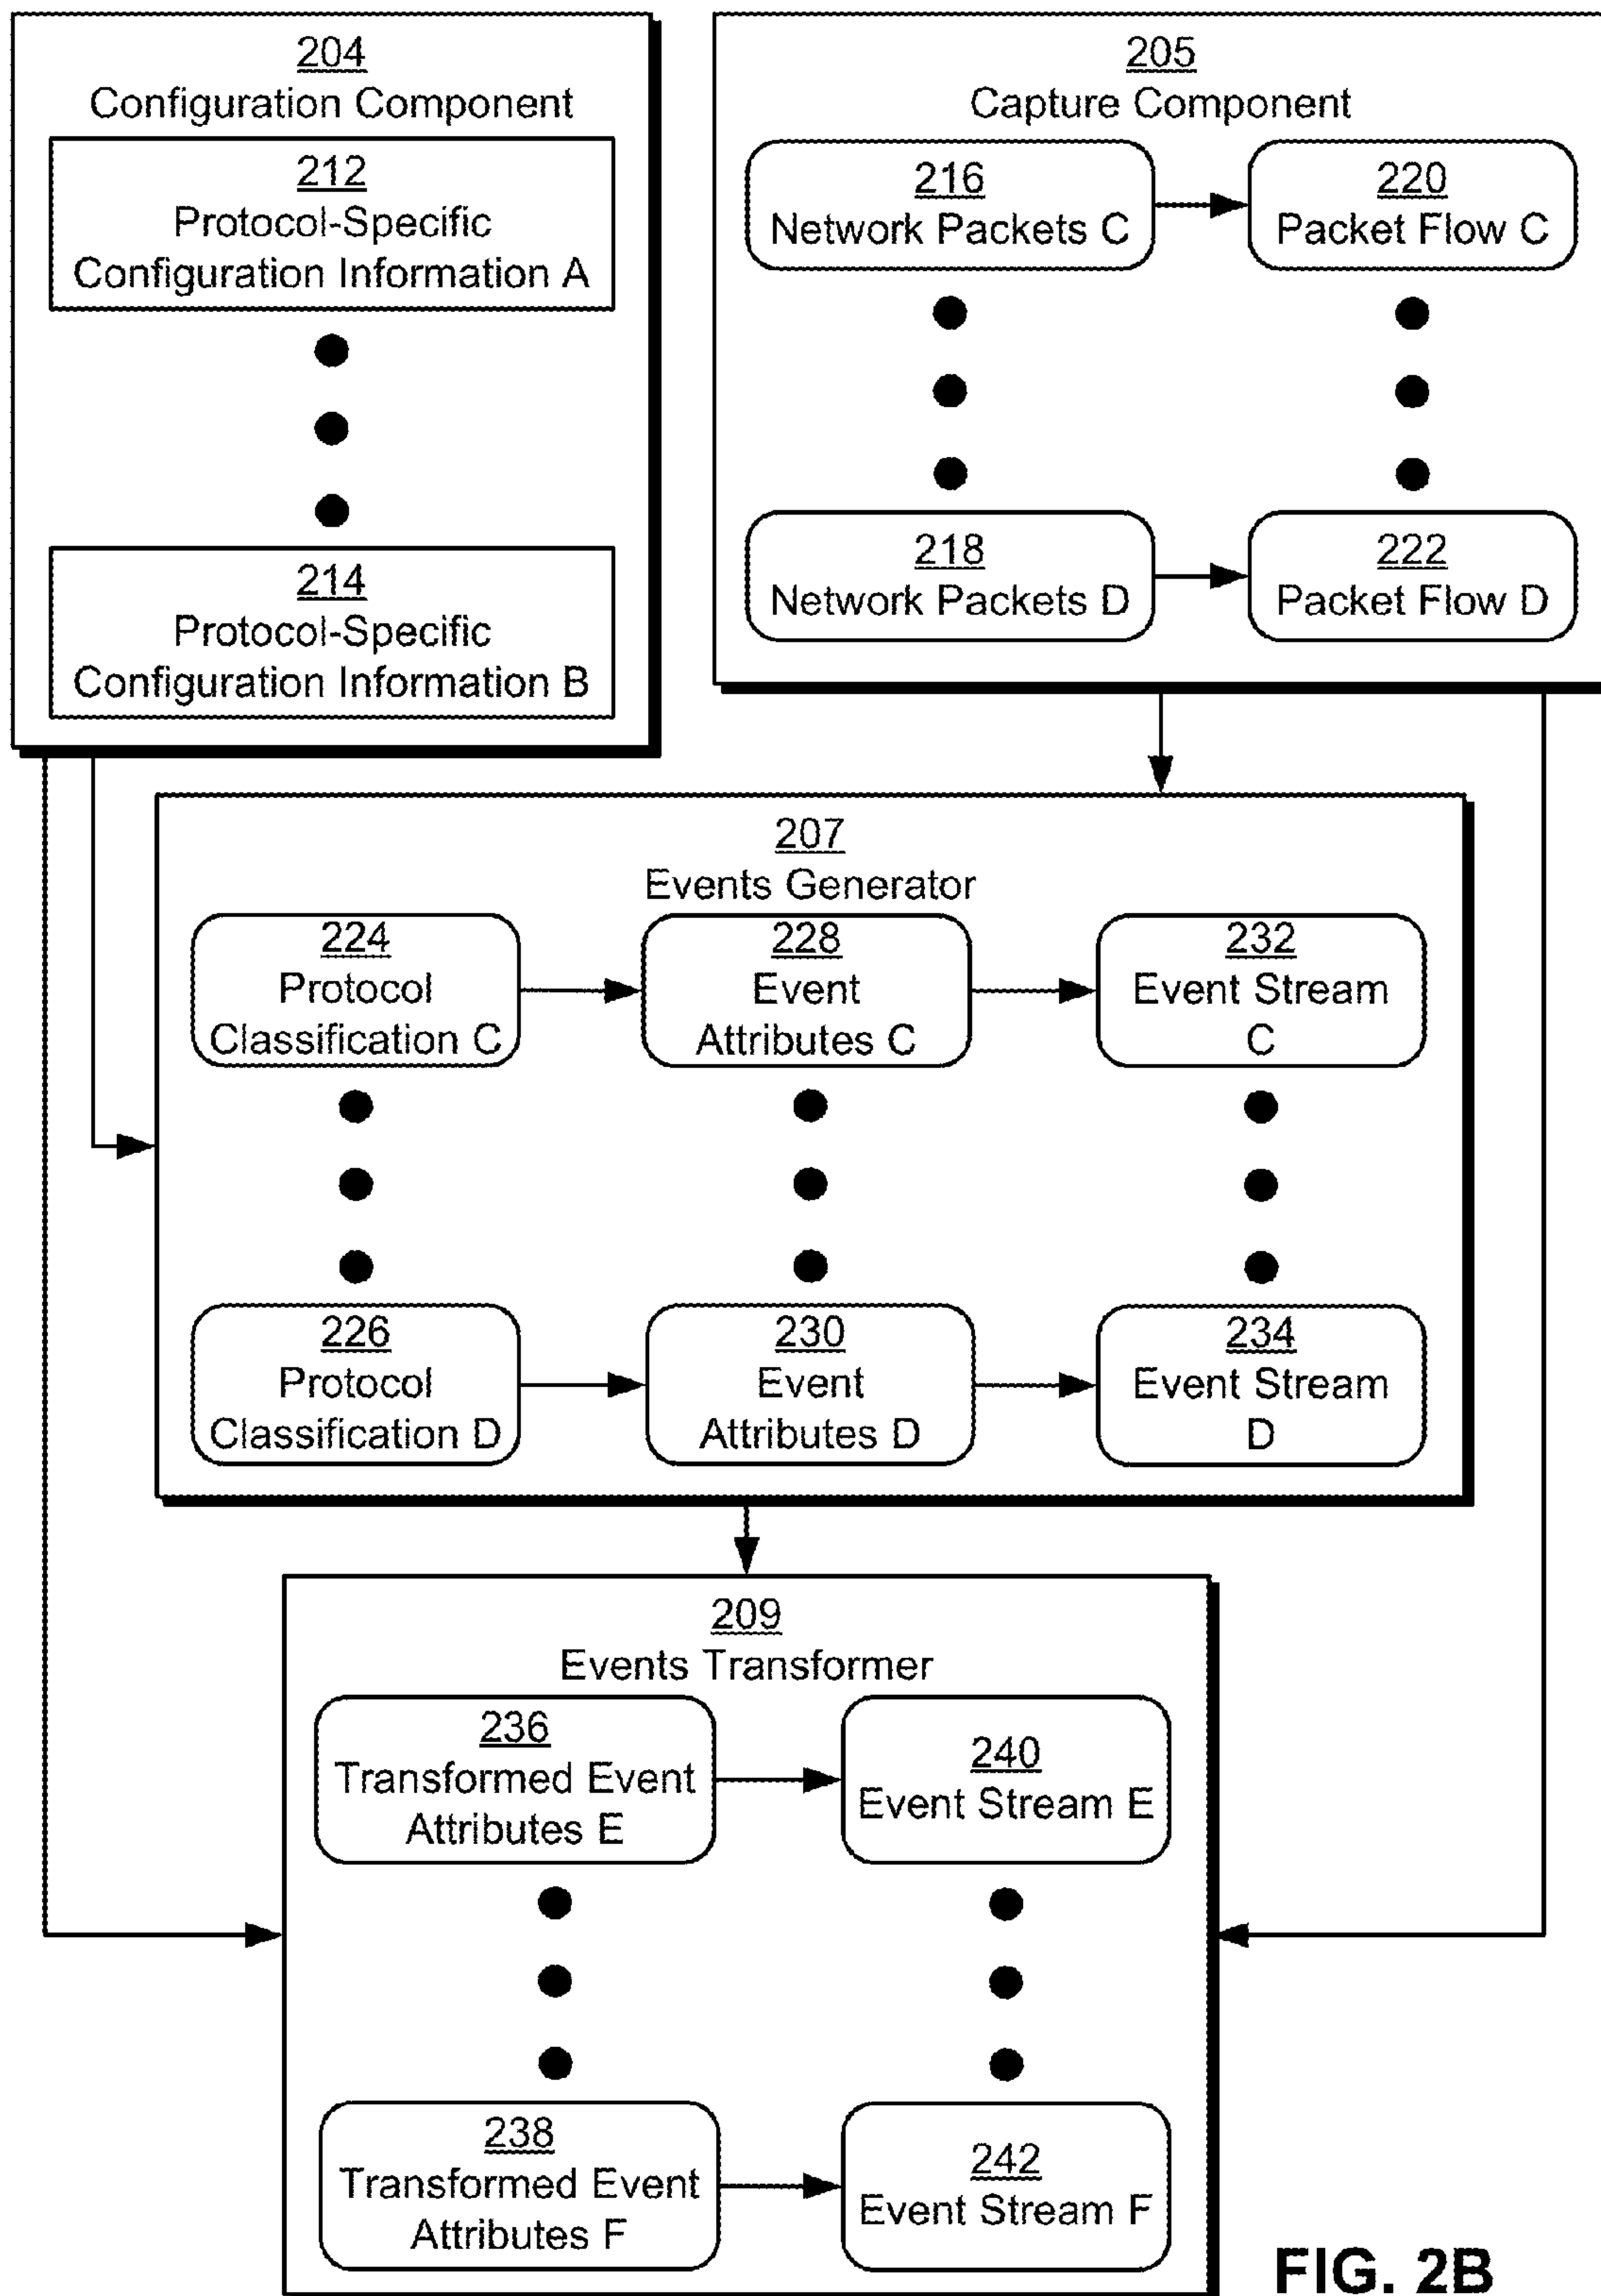 204
Configuration Component
212
Protocol-Specific
Configuration Information A
214
Protocol-Specific
Configuration Information B
205
Capture Component
216
Network Packets C
220
Packet Flow C
218
Network Packets D
222
Packet Flow D
207
Events Generator
224
Protocol
Classification C
228
Event
Attributes C
232
Event Stream
C
226
Protocol
Classification D
230
Event
Attributes D
234
Event Stream
D
209
Events Transformer
236
Transformed Event
Attributes E
240
Event Stream E
238
Transformed Event
Attributes F
242
Event Stream F
FIG. 2B